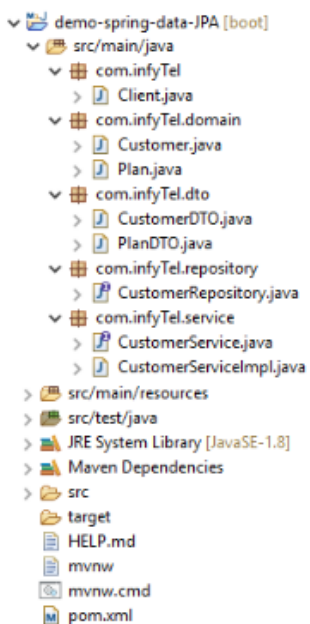 demo-spring-data-JPA [boot]
src/main/java
com.infyTel
Client.java
com.infyTel.domain
Customer.java
Plan.java
com.infyTel.dto
CustomerDTO.java
PlanDTO.java
com.infyTel.repository
CustomerRepository.java
com.infyTel.service
CustomerService.java
CustomerServiceImpl.java
src/main/resources
src/test/java
JRE System Library [JavaSE-1.8]
Maven Dependencies
src
target
HELP.md
mvnw
mvnw.cmd
pom.xml